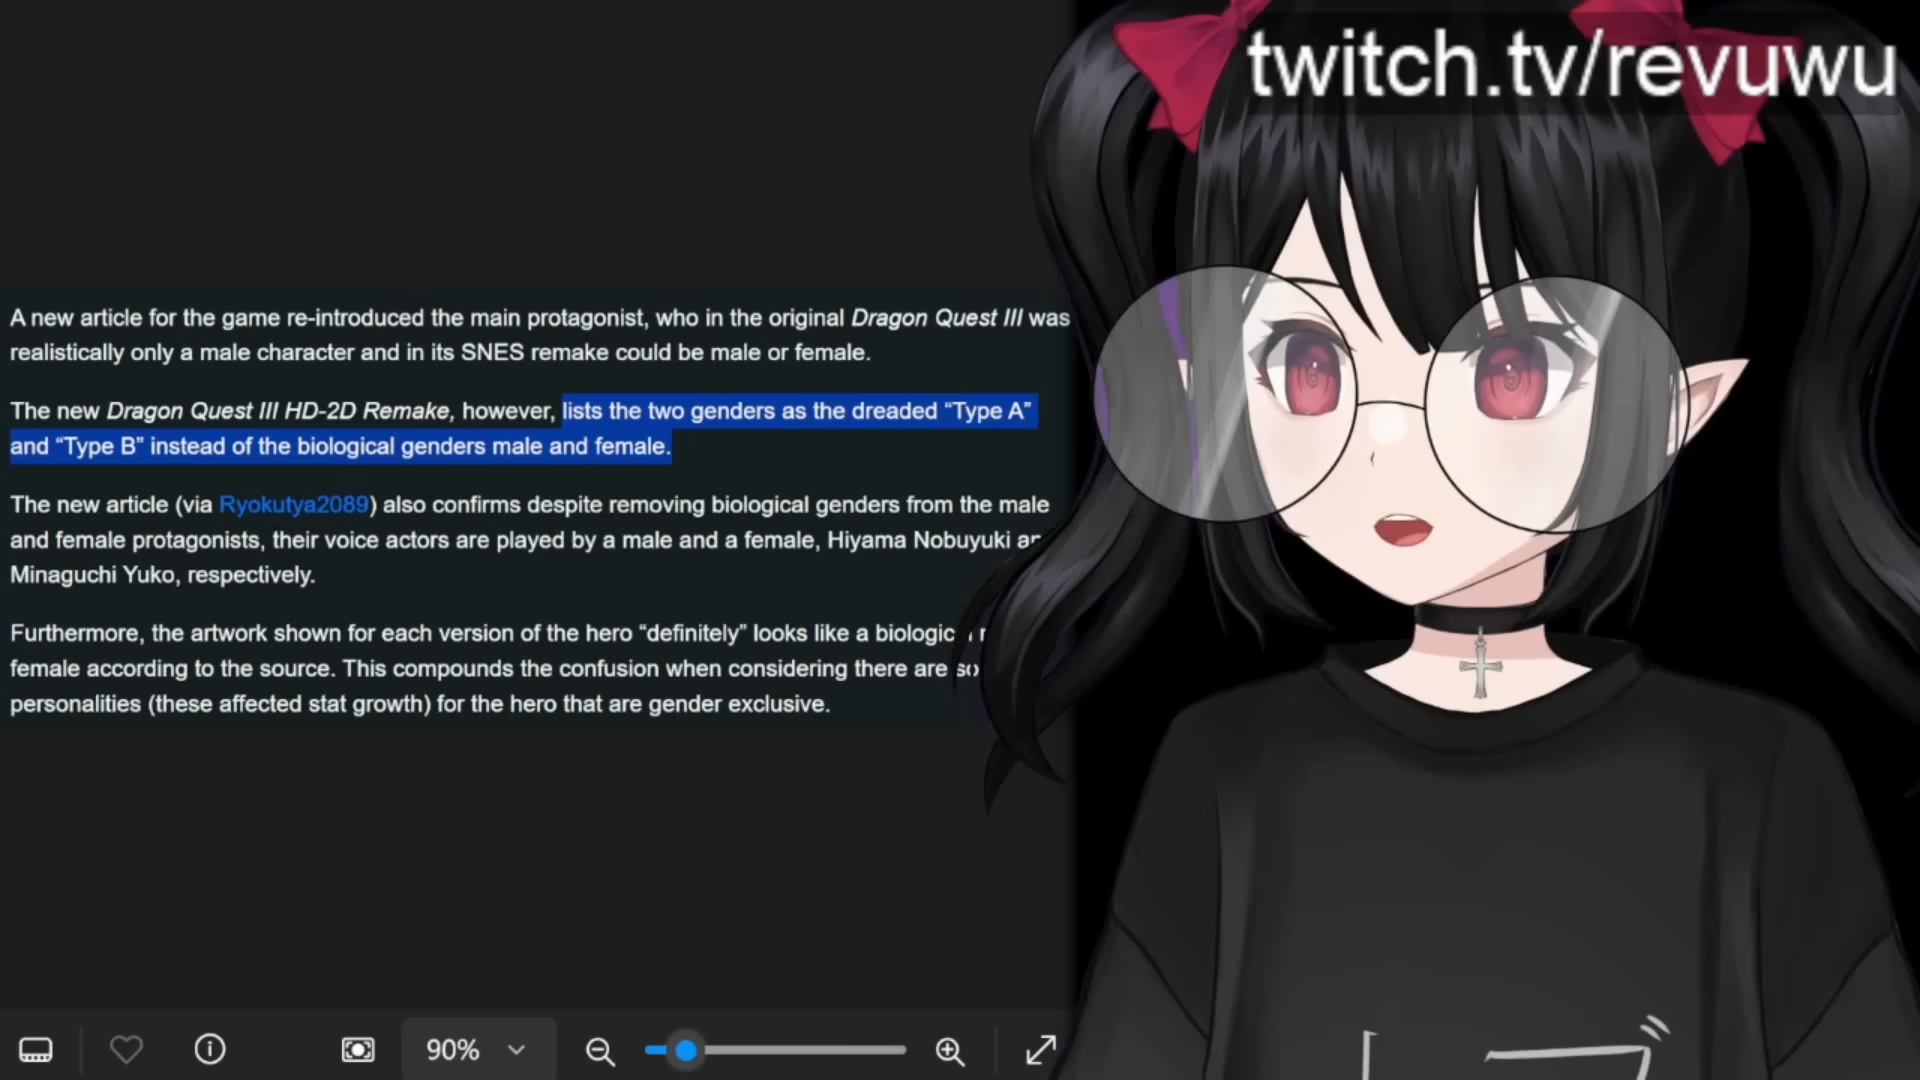 twitch.tv/revuwu
A new article for the game re-introduced the main protagonist, who in the original Dragon Quest III was
realistically only a male character and in its SNES remake could be male or female.
The new Dragon Quest III HD-2D Remake, however, lists the two genders as the dreaded “Type A”
and “Type B” instead of the biological genders male and female.
The new article (via Ryokutya2089) also confirms despite removing biological genders from the male
and female protagonists, their voice actors are played by a male and a female, Hiyama Nobuyuki
Minaguchi Yuko, respectively.
Furthermore, the artwork shown for each version of the hero “definitely” looks like a
female according to the source. This compounds the confusion when considering there are
personalities (these affected stat growth) for the hero that are gender exclusive.
90%